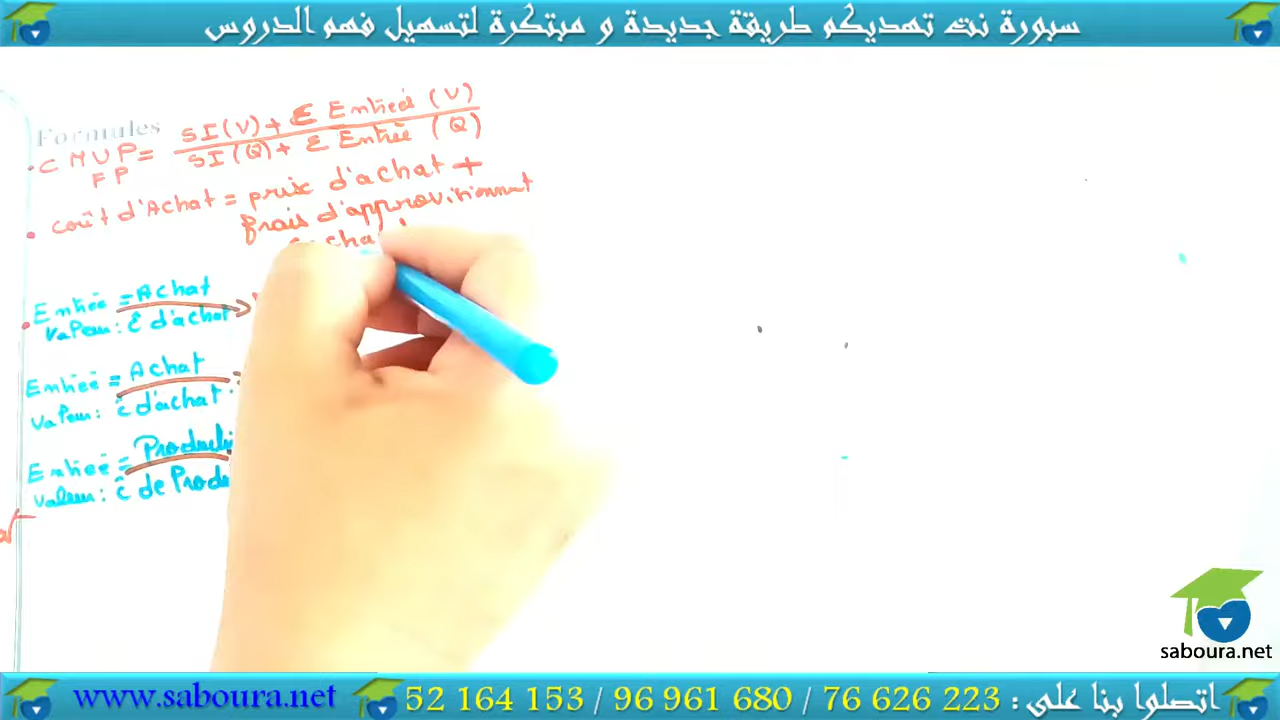 سبورة نت تهديكم طريقة جديدة و مبتكرة لتسهيل فهم الدروس
Formules
• CMUP FP = SI(V) + Σ Entrées (V) / SI(Q) + Σ Entrée (Q)
• coût d'Achat = prix d'achat +
frais d'approvisionnement
Entrée = Achat
valeur : ĉ d'achat
Entrée = Achat
valeur : ĉ d'achat
Entrée = Producti
valeur : ĉ de Produ
saboura.net
www.saboura.net
52 164 153 / 96 961 680 / 76 626 223 : اتصلوا بنا على